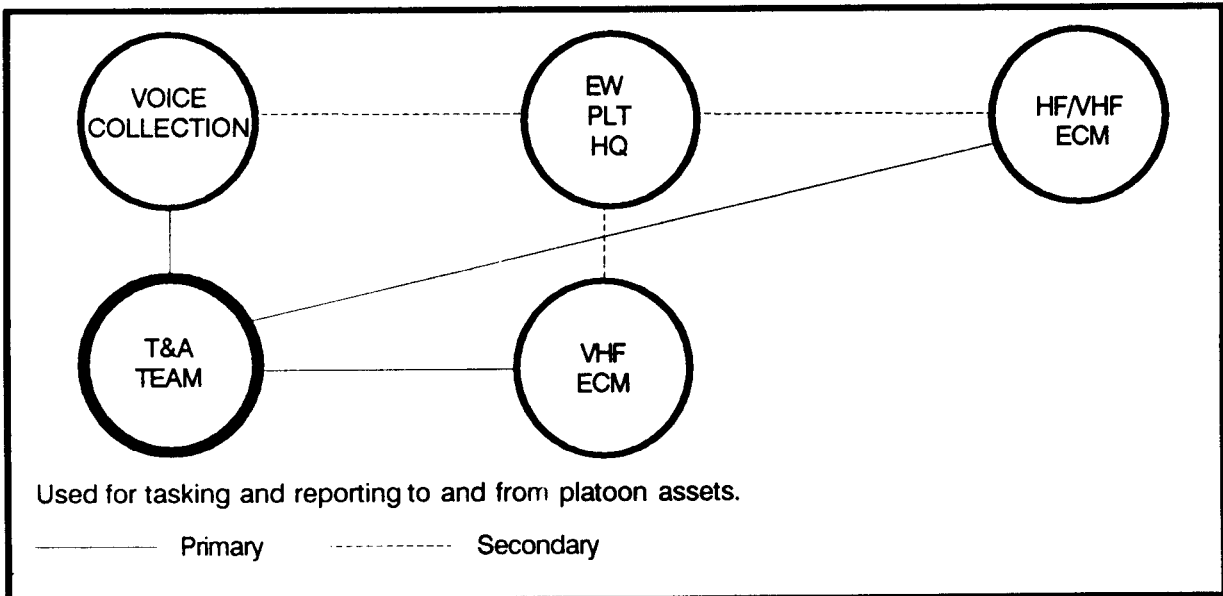 VOICE
COLLECTION
EW
PLT
HQ
HF/VHF
ECM
T&A
TEAM
VHF
ECM
Used for tasking and reporting to and from platoon assets.
Primary
Secondary